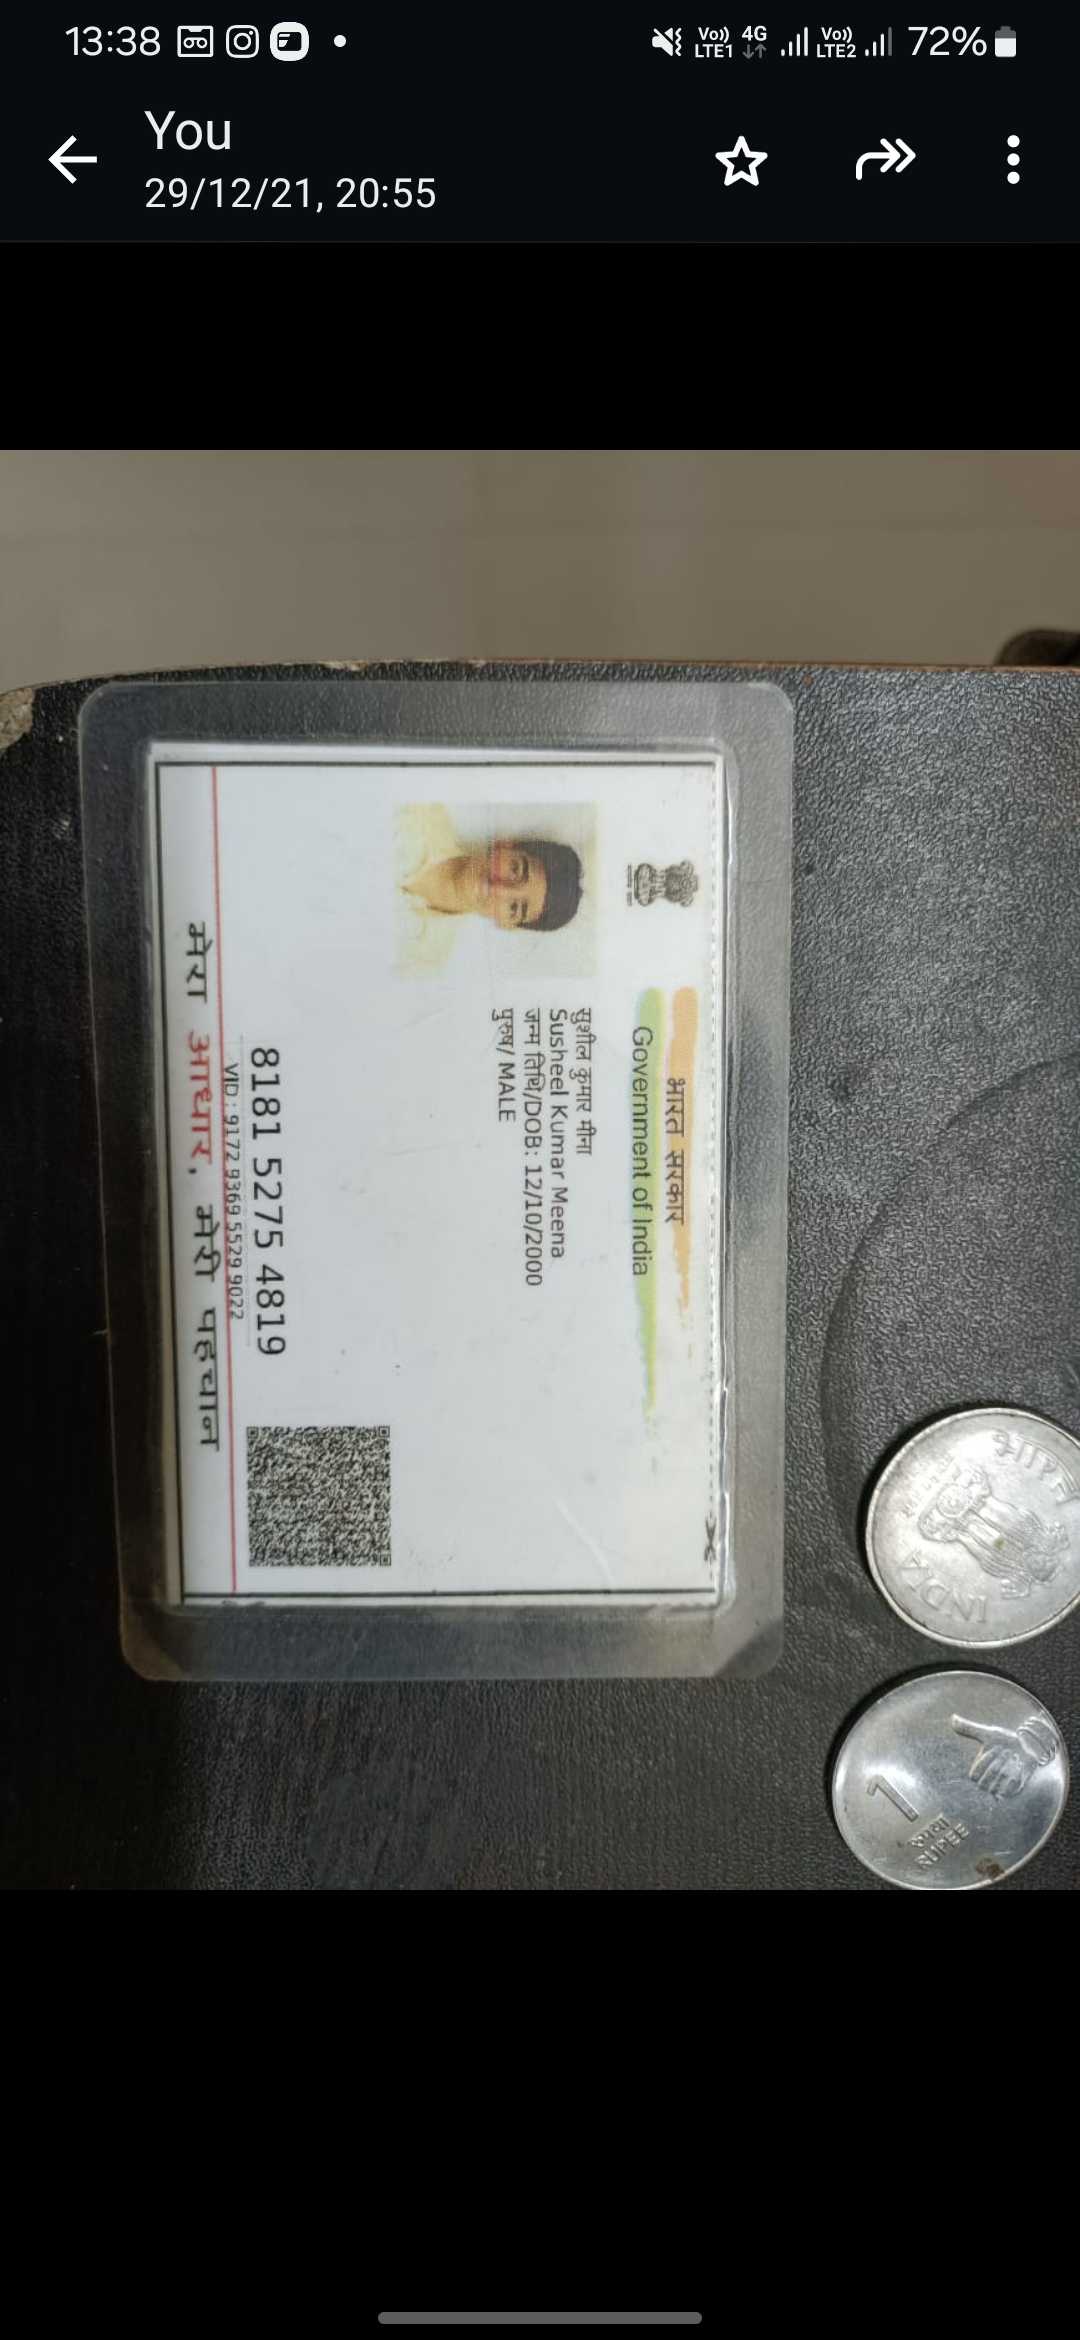 13:38
Vo)) LTE1 4G Vo)) LTE2 72%
You
29/12/21, 20:55
भारत सरकार
Government of India
सुशील कुमार मीना
Susheel Kumar Meena
जन्म तिथि/DOB: 12/10/2000
पुरुष/ MALE
8181 5275 4819
VID : 9172 9369 5529 9022
मेरा आधार, मेरी पहचान
भारत
INDIA
1
रुपया
RUPEE